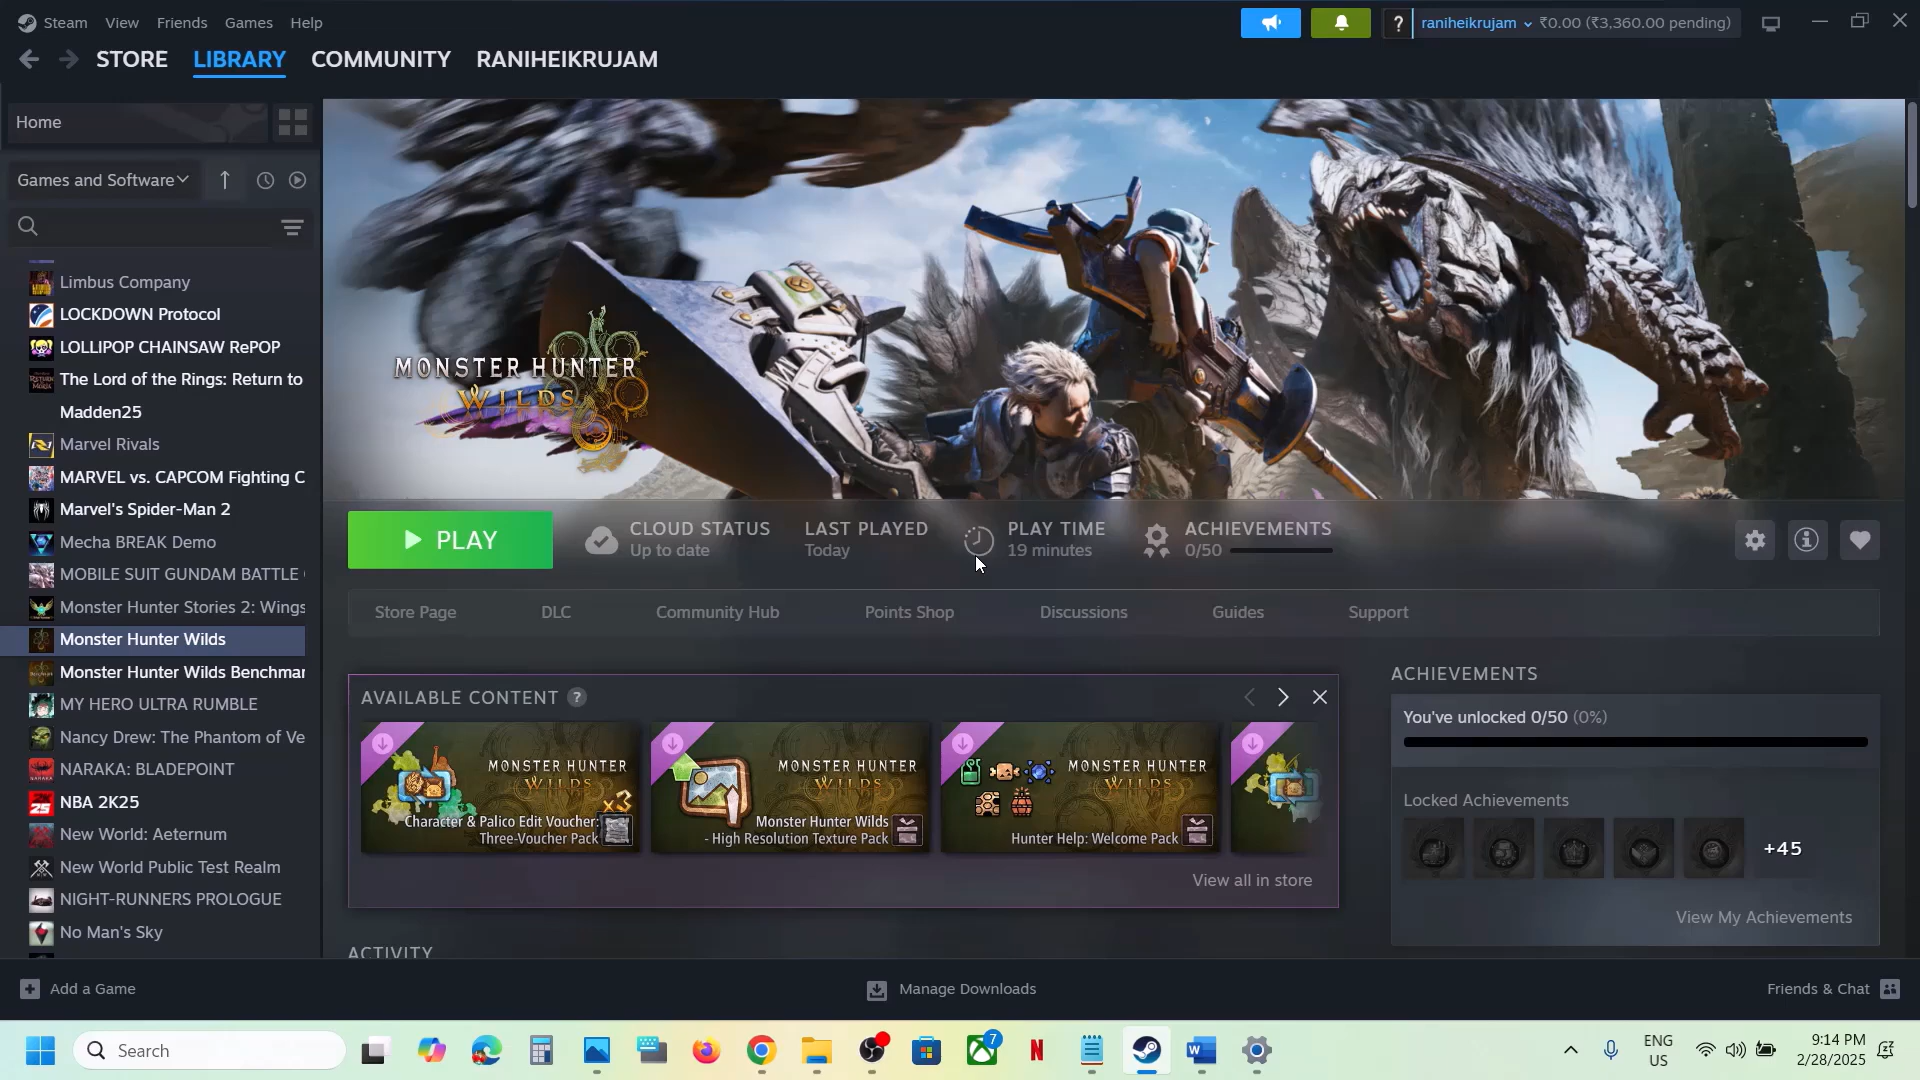 Steam View Friends Games Help
? raniheikrujam ₹0.00 (₹3,360.00 pending)
STORE LIBRARY COMMUNITY RANIHEIKRUJAM
Home
Games and Software
Limbus Company
LOCKDOWN Protocol
LOLLIPOP CHAINSAW RePOP
The Lord of the Rings: Return to
Madden25
Marvel Rivals
MARVEL vs. CAPCOM Fighting C
Marvel's Spider-Man 2
Mecha BREAK Demo
MOBILE SUIT GUNDAM BATTLE
Monster Hunter Stories 2: Wings
Monster Hunter Wilds
Monster Hunter Wilds Benchmar
MY HERO ULTRA RUMBLE
Nancy Drew: The Phantom of Ve
NARAKA: BLADEPOINT
NBA 2K25
New World: Aeternum
New World Public Test Realm
NIGHT-RUNNERS PROLOGUE
No Man's Sky
MONSTER HUNTER
WILDS
PLAY
CLOUD STATUS
Up to date
LAST PLAYED
Today
PLAY TIME
19 minutes
ACHIEVEMENTS
0/50
Store Page DLC Community Hub Points Shop Discussions Guides Support
AVAILABLE CONTENT ?
MONSTER HUNTER
WILDS
x3
Character & Palico Edit Voucher:
Three-Voucher Pack
MONSTER HUNTER
WILDS
Monster Hunter Wilds
- High Resolution Texture Pack
MONSTER HUNTER
WILDS
Hunter Help: Welcome Pack
View all in store
ACTIVITY
ACHIEVEMENTS
You've unlocked 0/50 (0%)
Locked Achievements
+45
View My Achievements
Add a Game
Manage Downloads
Friends & Chat
Search
7
N
W
ENG
US
9:14 PM
2/28/2025